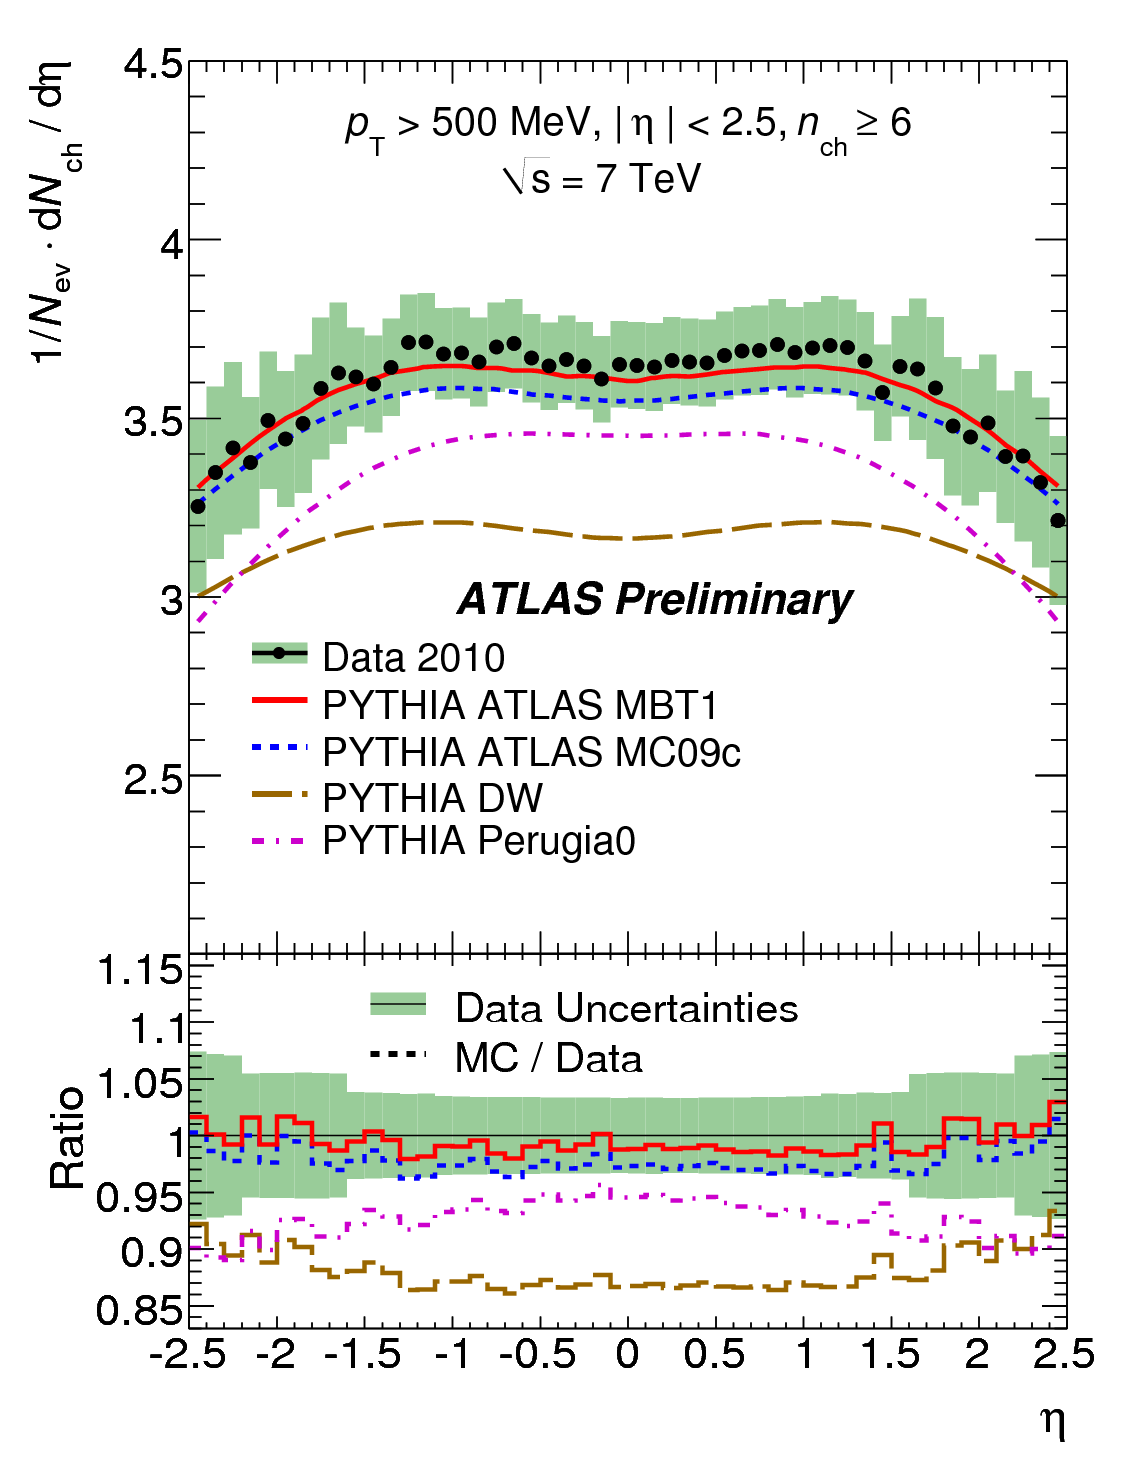 1/N_ev · dN_ch / dη
4.5
4
3.5
3
2.5
p_T > 500 MeV, | η | < 2.5, n_ch ≥ 6
√s = 7 TeV
ATLAS Preliminary
Data 2010
PYTHIA ATLAS MBT1
PYTHIA ATLAS MC09c
PYTHIA DW
PYTHIA Perugia0
Ratio
1.15
1.1
1.05
1
0.95
0.9
0.85
Data Uncertainties
MC / Data
-2.5 -2 -1.5 -1 -0.5 0 0.5 1 1.5 2 2.5
η